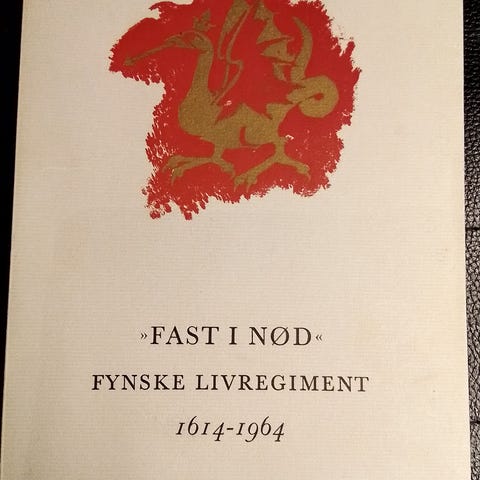 »FAST I NØD«
FYNSKE LIVREGIMENT
1614-1964